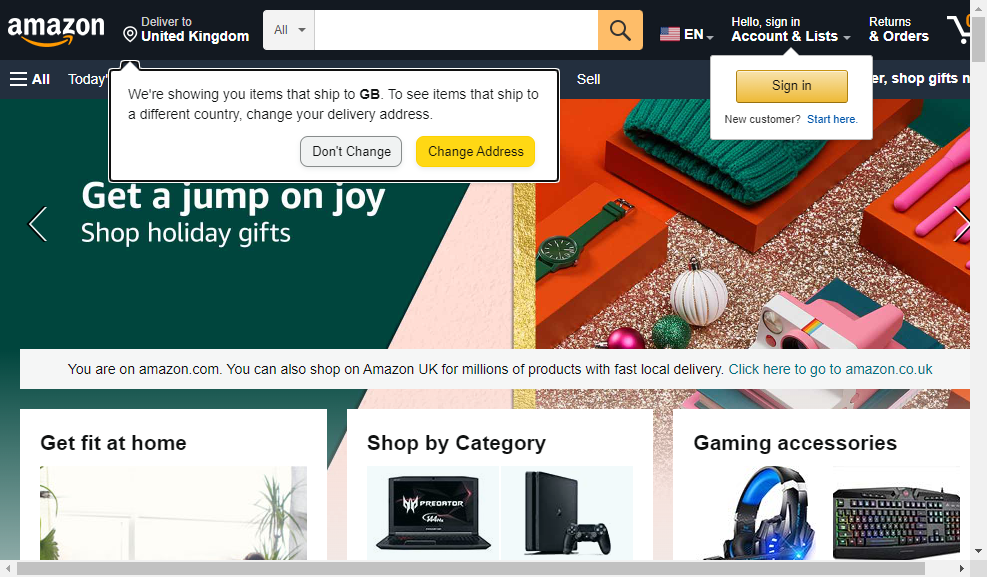 amazon
Deliver to
United Kingdom
All
EN
Hello, sign in
Account & Lists
Returns
& Orders
All
Today'
Sell
er, shop gifts n
We're showing you items that ship to GB. To see items that ship to
a different country, change your delivery address.
Don't Change
Change Address
Sign in
New customer? Start here.
Get a jump on joy
Shop holiday gifts
You are on amazon.com. You can also shop on Amazon UK for millions of products with fast local delivery. Click here to go to amazon.co.uk
Get fit at home
Shop by Category
Gaming accessories
PREDATOR